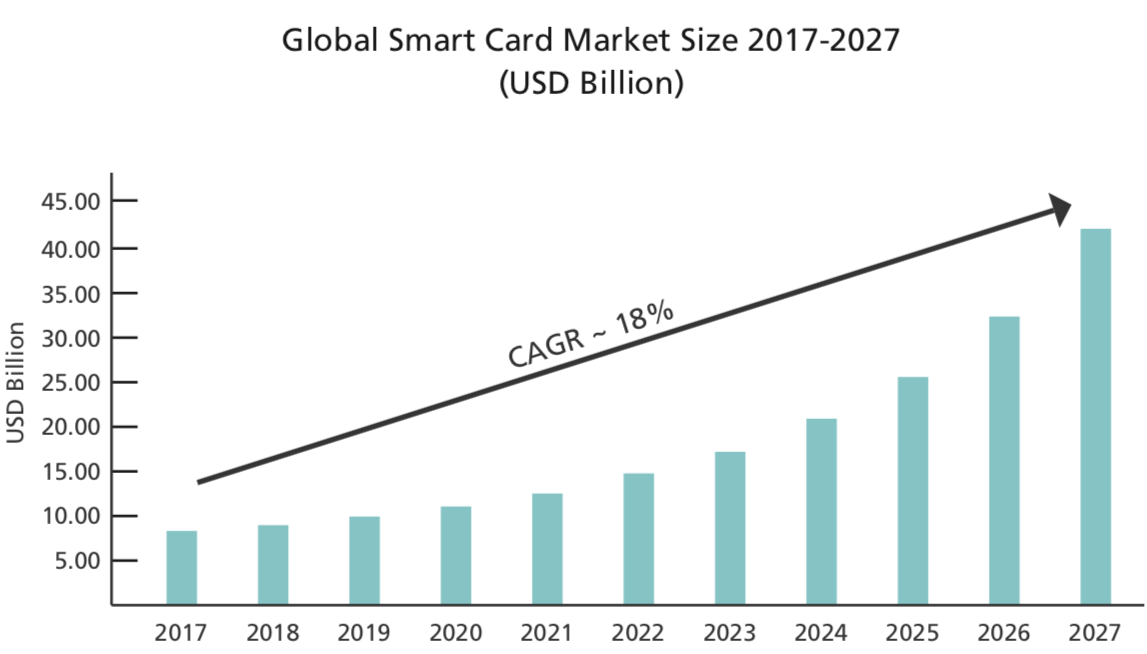 Global Smart Card Market Size 2017-2027
(USD Billion)
USD Billion
45.00
40.00
35.00
30.00
25.00
20.00
15.00
10.00
5.00
CAGR ~ 18%
2017 2018 2019 2020 2021 2022 2023 2024 2025 2026 2027